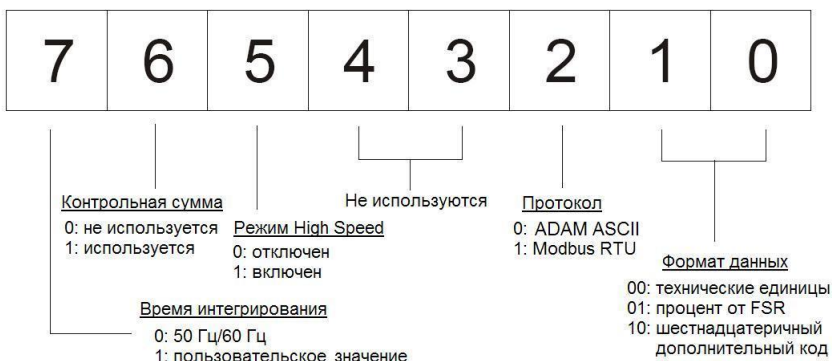 7 6 5 4 3 2 1 0
Контрольная сумма
0: не используется
1: используется
Режим High Speed
0: отключен
1: включен
Не используются
Протокол
0: ADAM ASCII
1: Modbus RTU
Формат данных
00: технические единицы
01: процент от FSR
10: шестнадцатеричный
дополнительный код
Время интегрирования
0: 50 Гц/60 Гц
1: пользовательское значение